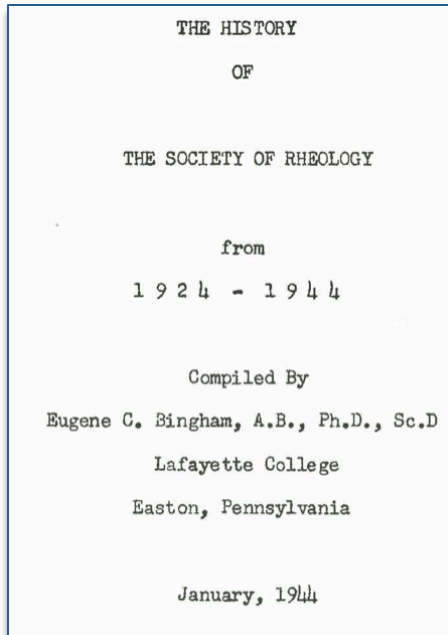 THE HISTORY
OF
THE SOCIETY OF RHEOLOGY
from
1 9 2 4 - 1 9 4 4
Compiled By
Eugene C. Bingham, A.B., Ph.D., Sc.D
Lafayette College
Easton, Pennsylvania
January, 1944